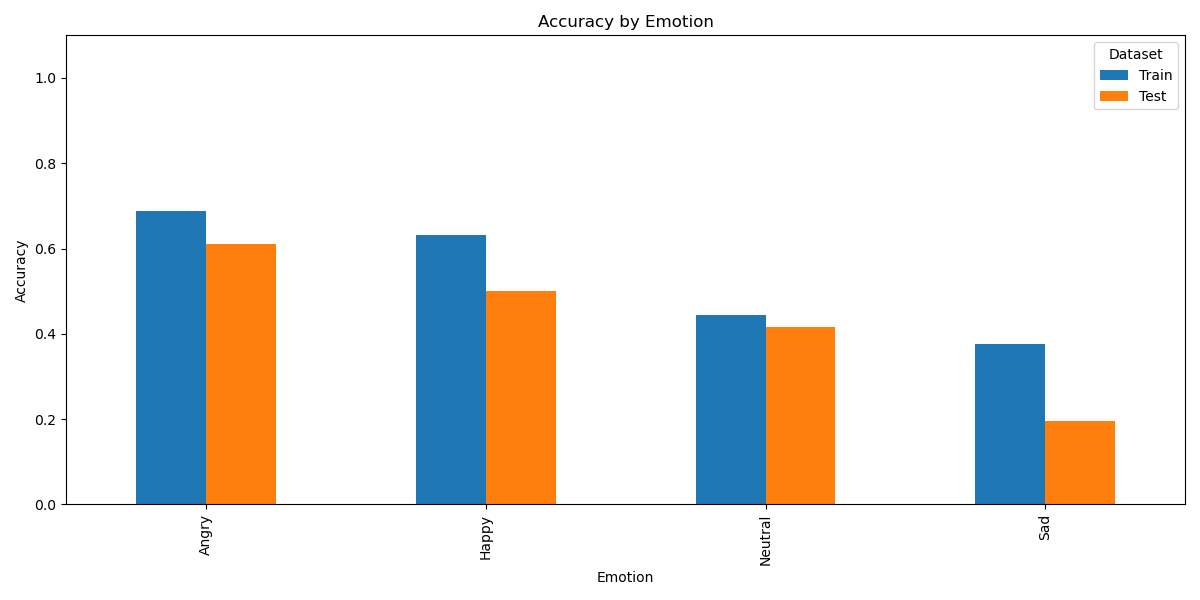 Accuracy by Emotion
Dataset
Train
Test
1.0
0.8
0.6
0.4
0.2
0.0
Accuracy
Angry
Happy
Neutral
Sad
Emotion